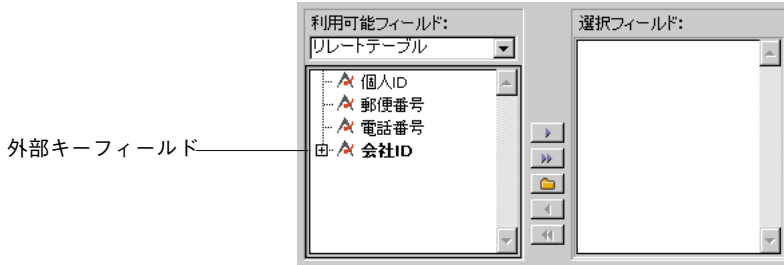 利用可能フィールド:
リレートテーブル
個人ID
郵便番号
電話番号
会社ID
外部キーフィールド
選択フィールド: